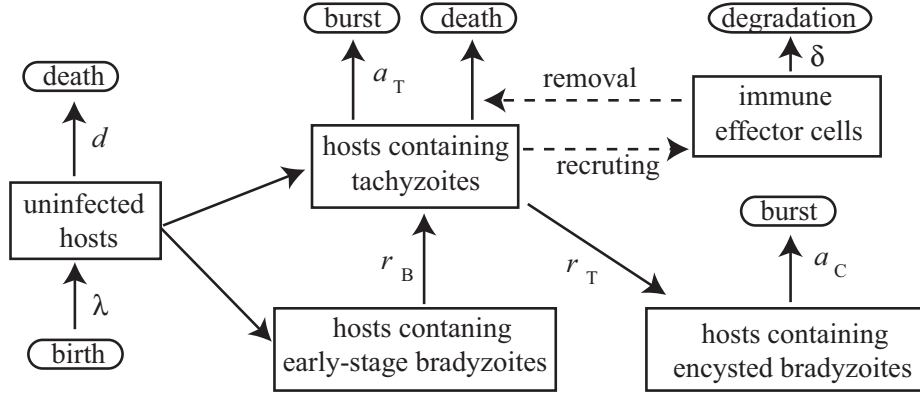 burst
death
degradation
a T
δ
removal
death
immune
effector cells
d
hosts containing
tachyzoites
recruting
uninfected
hosts
burst
r B
r T
a C
λ
hosts contaning
early-stage bradyzoites
hosts containing
encysted bradyzoites
birth